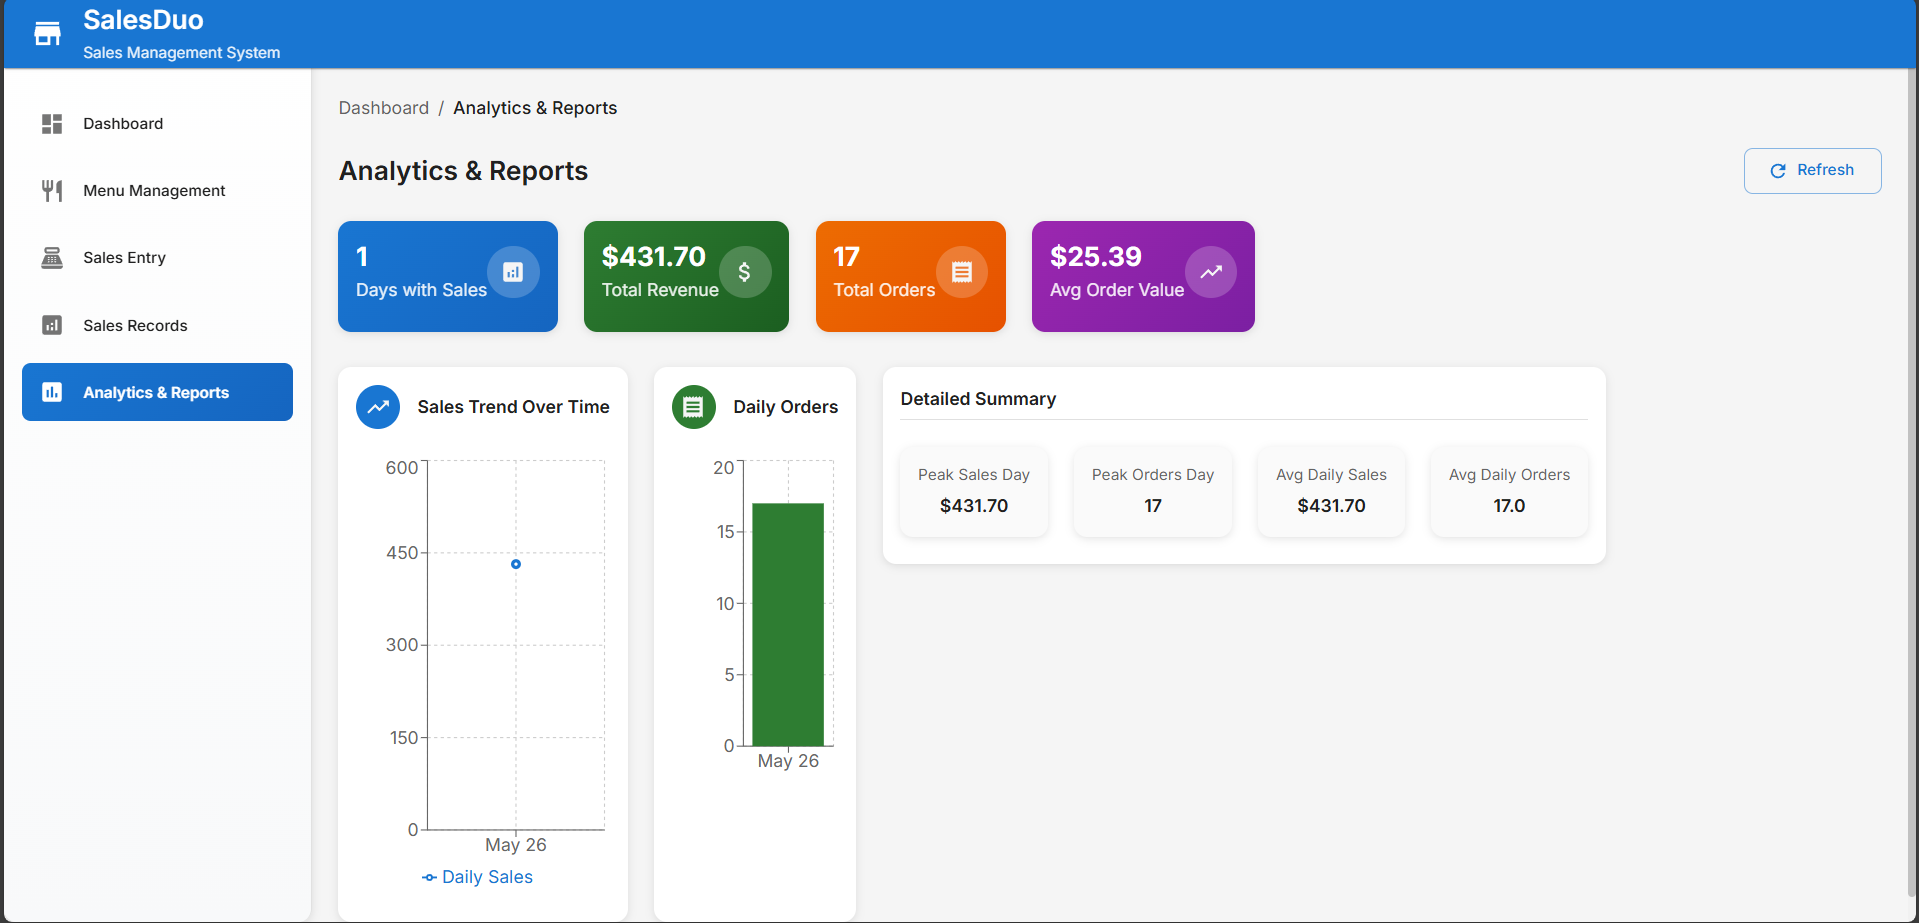 SalesDuo
Sales Management System
Dashboard
Menu Management
Sales Entry
Sales Records
Analytics & Reports
Dashboard / Analytics & Reports
Analytics & Reports
Refresh
1
Days with Sales
$431.70
Total Revenue
$
17
Total Orders
$25.39
Avg Order Value
Sales Trend Over Time
600
450
300
150
0
May 26
Daily Sales
Daily Orders
20
15
10
5
0
May 26
Detailed Summary
Peak Sales Day
$431.70
Peak Orders Day
17
Avg Daily Sales
$431.70
Avg Daily Orders
17.0